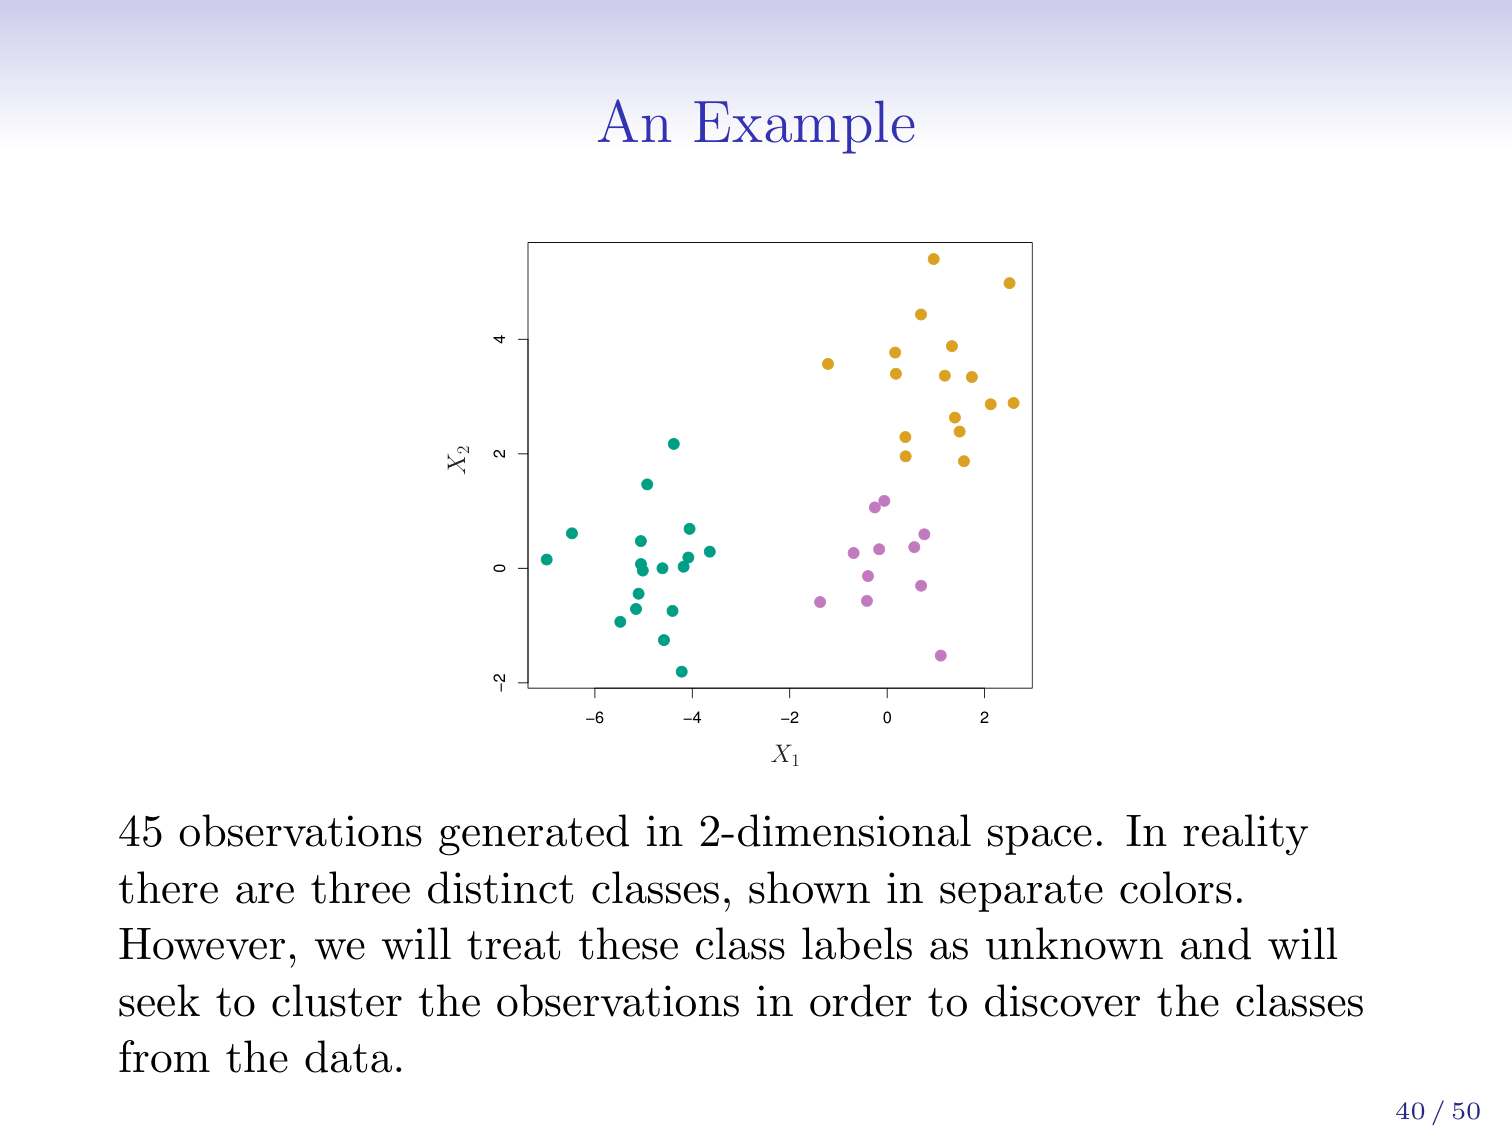 An Example
4
2
0
−2
X2
−6 −4 −2 0 2
X1
45 observations generated in 2-dimensional space. In reality
there are three distinct classes, shown in separate colors.
However, we will treat these class labels as unknown and will
seek to cluster the observations in order to discover the classes
from the data.
40 / 50